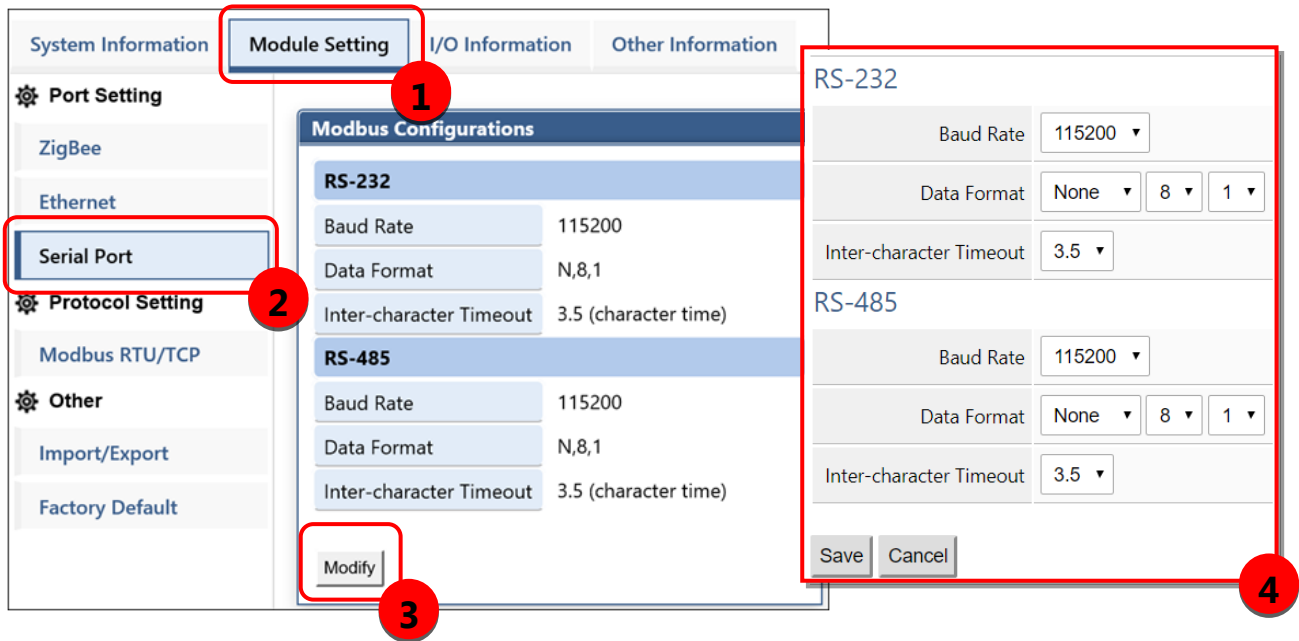 System Information Module Setting I/O Information Other Information
1
Port Setting
ZigBee
Ethernet
Serial Port
2
Protocol Setting
Modbus RTU/TCP
Other
Import/Export
Factory Default
Modbus Configurations
RS-232
Baud Rate 115200
Data Format N,8,1
Inter-character Timeout 3.5 (character time)
RS-485
Baud Rate 115200
Data Format N,8,1
Inter-character Timeout 3.5 (character time)
Modify
3
RS-232
Baud Rate 115200
Data Format None 8 1
Inter-character Timeout 3.5
RS-485
Baud Rate 115200
Data Format None 8 1
Inter-character Timeout 3.5
Save Cancel
4